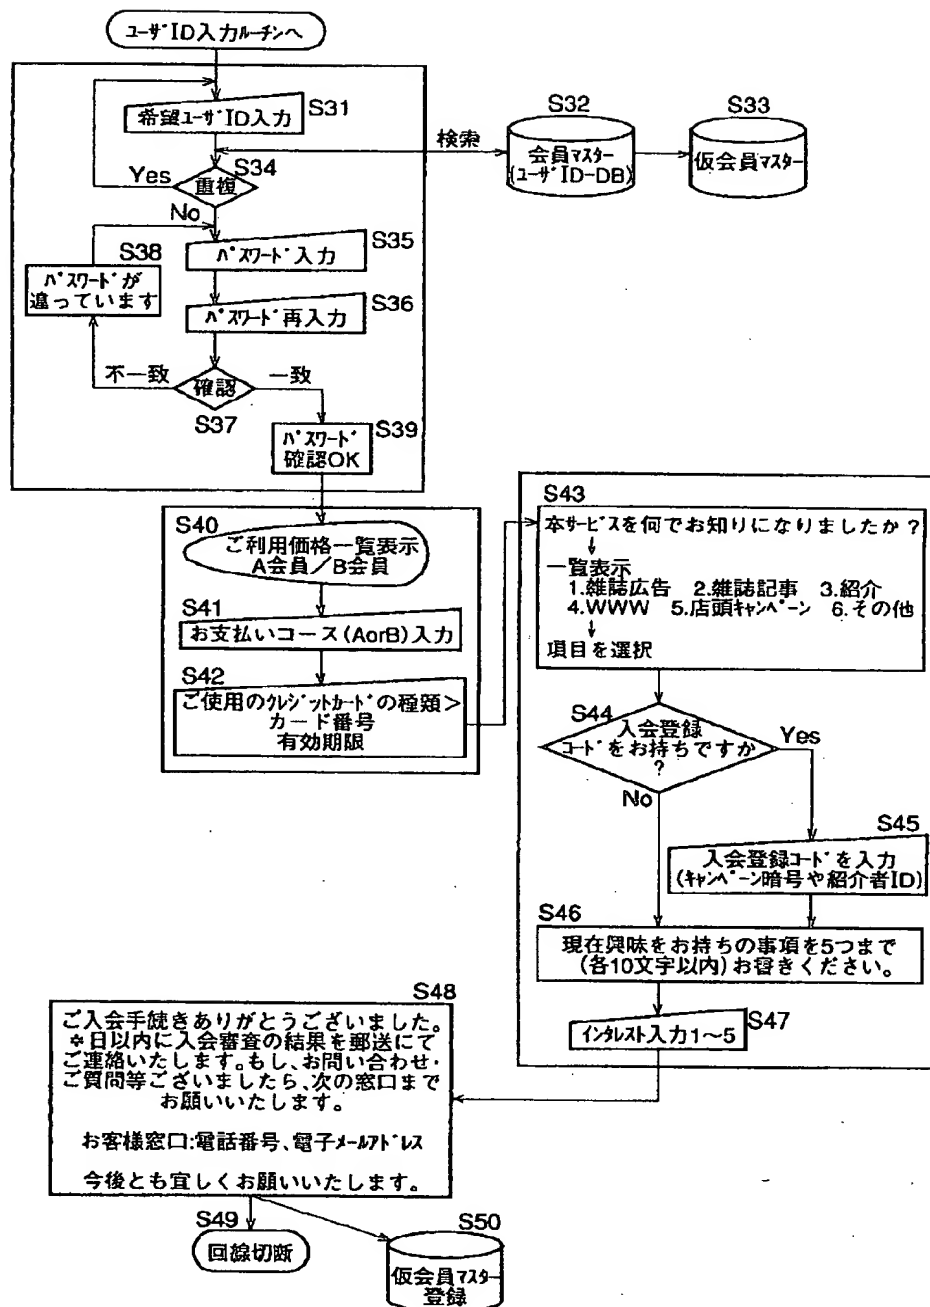 ユーザID入力ルーチンへ
S31
希望ユーザID入力
S32
S33
検索
会員マスター
(ユーザID-DB)
仮会員マスター
S34
Yes
重複
No
S35
パスワード入力
S38
パスワードが
違っています
S36
パスワード再入力
不一致
確認
一致
S37
S39
パスワード
確認OK
S40
ご利用価格一覧表示
A会員/B会員
S41
お支払いコース(AorB)入力
S42
ご使用のクレジットカードの種類>
カード番号
有効期限
S43
本サービスを何でお知りになりましたか?
一覧表示
1.雑誌広告 2.雑誌記事 3.紹介
4.WWW 5.店頭キャンペーン 6.その他
項目を選択
S44
入会登録
コードをお持ちですか
?
Yes
No
S45
入会登録コードを入力
(キャンペーン暗号や紹介者ID)
S46
現在興味をお持ちの事項を5つまで
(各10文字以内)お書きください。
S47
インタレスト入力1~5
S48
ご入会手続きありがとうございました。
*日以内に入会審査の結果を郵送にて
ご連絡いたします。もし、お問い合わせ・
ご質問等ございましたら、次の窓口まで
お願いいたします。
お客様窓口:電話番号、電子メールアドレス
今後とも宜しくお願いいたします。
S49
回線切断
S50
仮会員マスター
登録